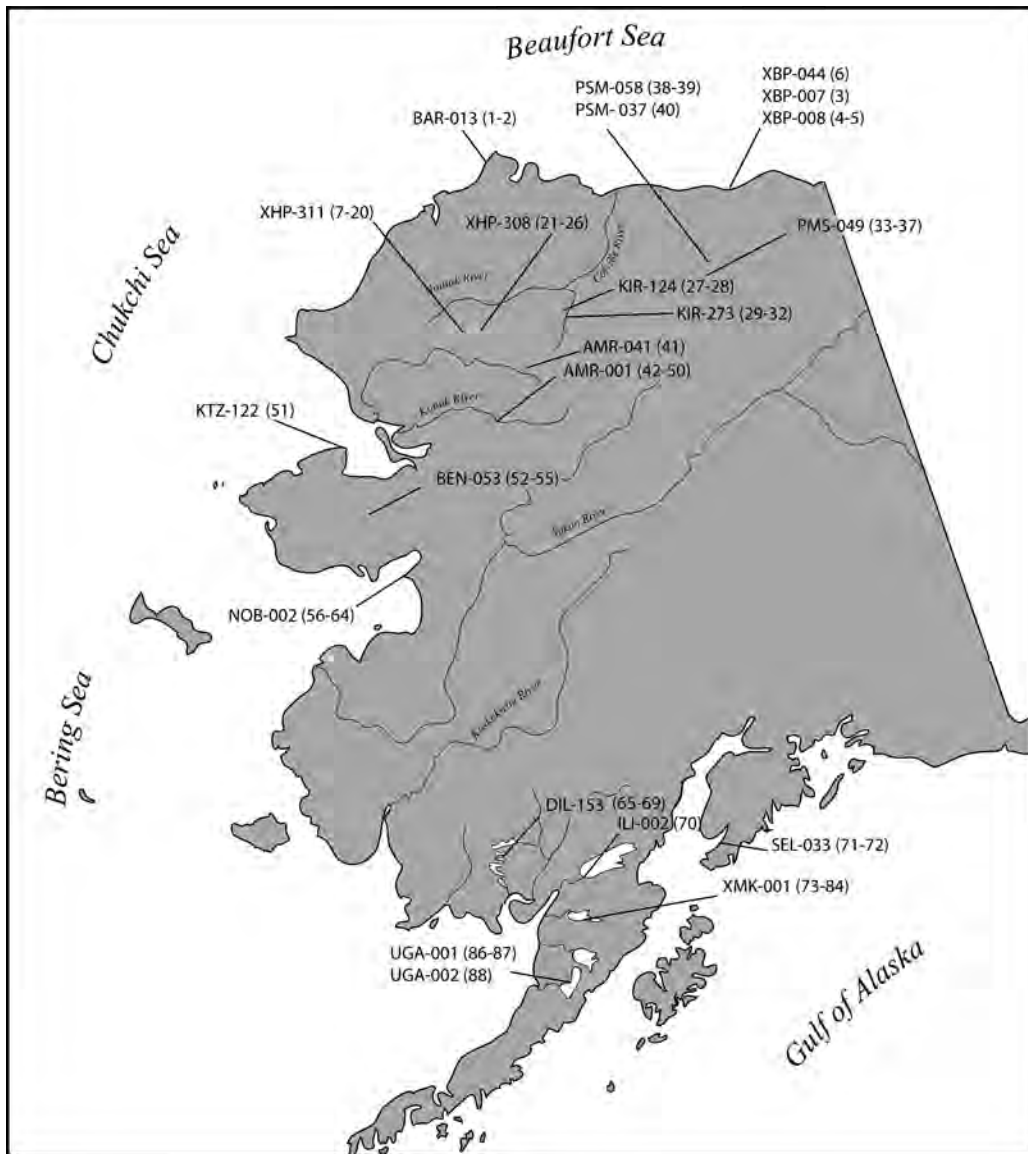 Beaufort Sea
XBP-044 (6)
XBP-007 (3)
XBP-008 (4-5)
PSM-058 (38-39)
PSM- 037 (40)
BAR-013 (1-2)
XHP-311 (7-20)
XHP-308 (21-26)
PMS-049 (33-37)
Chukchi Sea
River
River
KIR-124 (27-28)
KIR-273 (29-32)
AMR-041 (41)
AMR-001 (42-50)
Kobuk River
KTZ-122 (51)
BEN-053 (52-55)
Yukon River
NOB-002 (56-64)
Kuskokwim River
Bering Sea
DIL-153 (65-69)
ILI-002 (70)
SEL-033 (71-72)
XMK-001 (73-84)
UGA-001 (86-87)
UGA-002 (88)
Gulf of Alaska